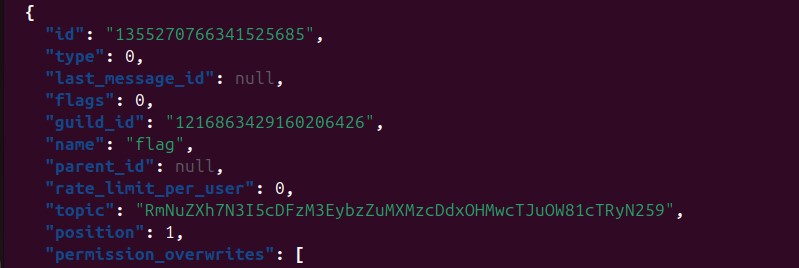 {
"id": "1355270766341525685",
"type": 0,
"last_message_id": null,
"flags": 0,
"guild_id": "1216863429160206426",
"name": "flag",
"parent_id": null,
"rate_limit_per_user": 0,
"topic": "RmNuZXh7N3I5cDFzM3EybzZuMXMzcDdxOHMwcTJuOW81cTRyN259",
"position": 1,
"permission_overwrites": [